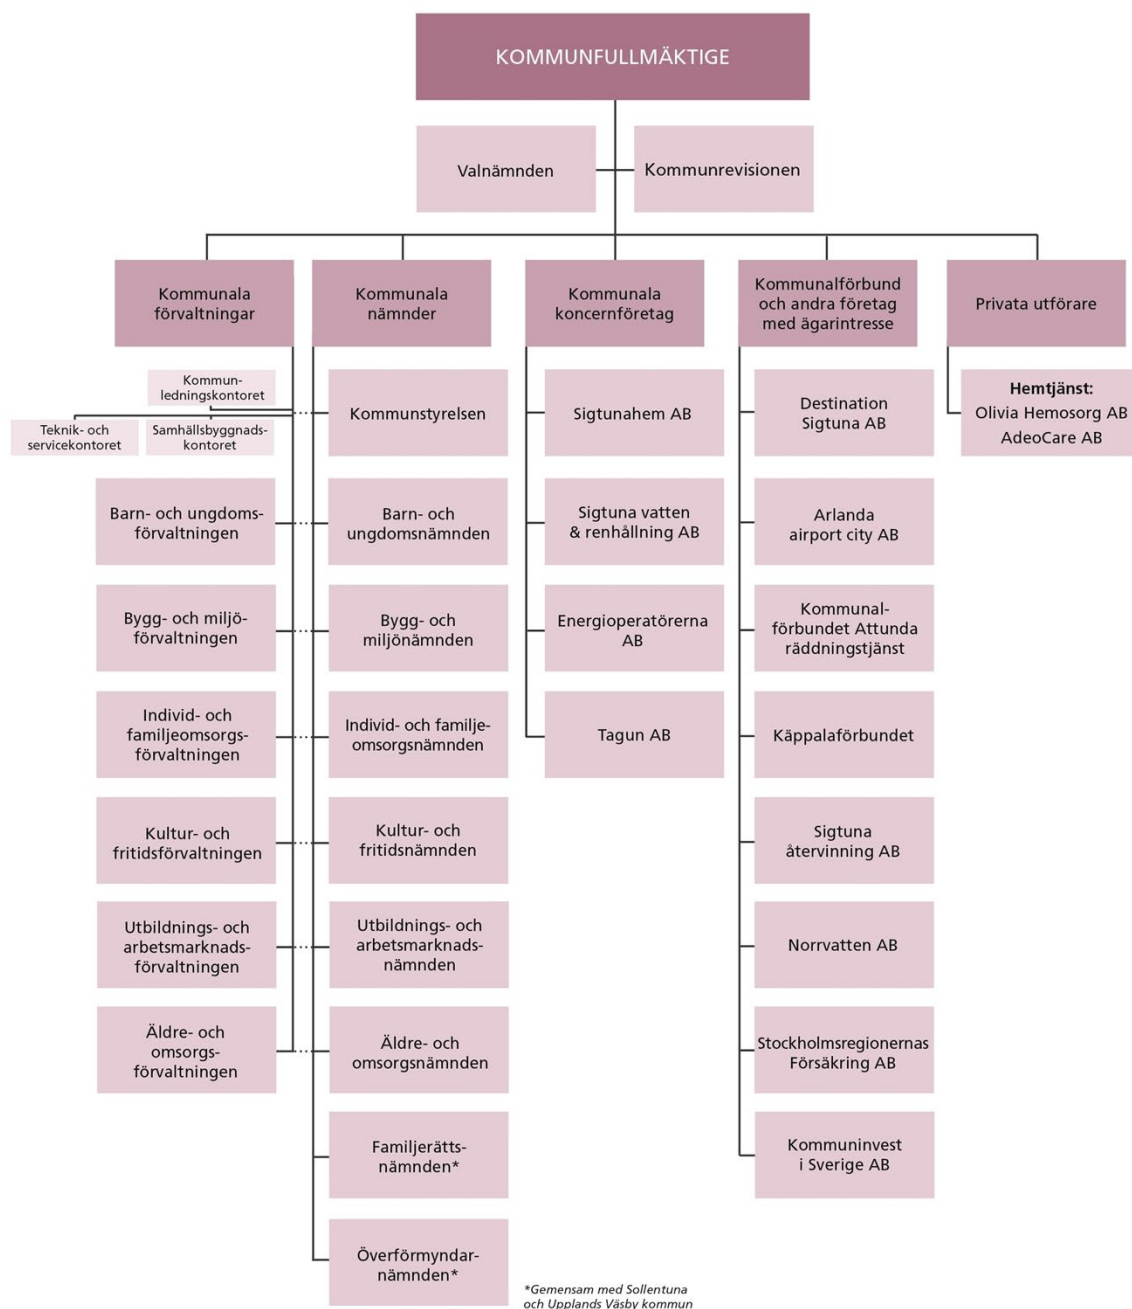 KOMMUNFULLMÄKTIGE
Valnämnden
Kommunrevisionen
Kommunala
förvaltningar
Kommunala
nämnder
Kommunala
koncernföretag
Kommunalförbund
och andra företag
med ägarintresse
Privata utförare
Kommun-
ledningskontoret
Teknik- och
servicekontoret
Samhällsbyggnads-
kontoret
Kommunstyrelsen
Sigtunahem AB
Destination
Sigtuna AB
Hemtjänst:
Olivia Hemosorg AB
AdeoCare AB
Barn- och ungdoms-
förvaltningen
Barn- och
ungdomsnämnden
Sigtuna vatten
& renhållning AB
Arlanda
airport city AB
Bygg- och miljö-
förvaltningen
Bygg- och
miljönämnden
Energioperatörerna
AB
Kommunal-
förbundet Attunda
räddningstjänst
Individ- och
familjeomsorgs-
förvaltningen
Individ- och familje-
omsorgsnämnden
Tagun AB
Käppalaförbundet
Kultur- och
fritidsförvaltningen
Kultur- och
fritidsnämnden
Sigtuna
återvinning AB
Utbildnings- och
arbetsmarknads-
förvaltningen
Utbildnings- och
arbetsmarknads-
nämnden
Norrvatten AB
Äldre- och
omsorgs-
förvaltningen
Äldre- och
omsorgsnämnden
Stockholmsregionernas
Försäkring AB
Familjerätts-
nämnden*
Kommuninvest
i Sverige AB
Överförmyndar-
nämnden*
*Gemensam med Sollentuna
och Upplands Väsby kommun